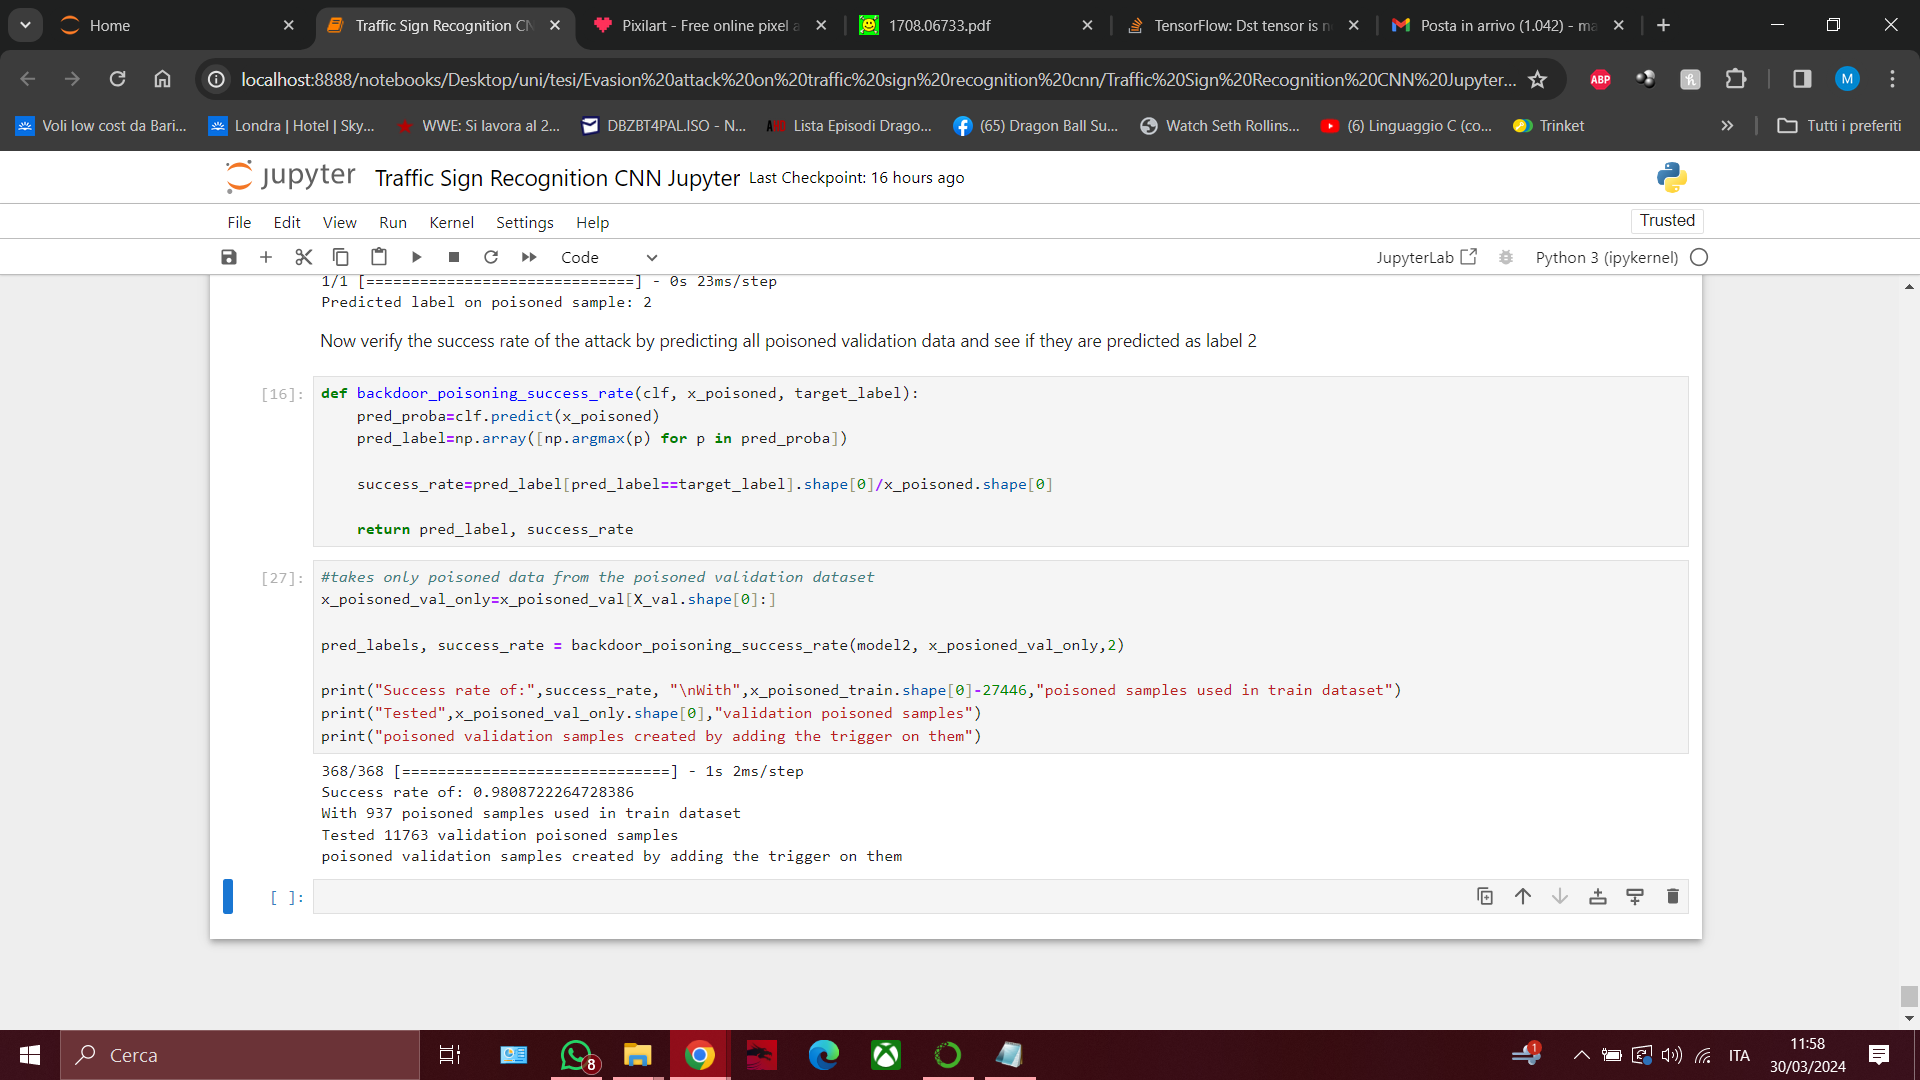 Home
Traffic Sign Recognition CN
Pixilart - Free online pixel a
1708.06733.pdf
TensorFlow: Dst tensor is n
Posta in arrivo (1.042) - ma
localhost:8888/notebooks/Desktop/uni/tesi/Evasion%20attack%20on%20traffic%20sign%20recognition%20cnn/Traffic%20Sign%20Recognition%20CNN%20Jupyter...
ABP
h
M
Voli low cost da Bari...
Londra | Hotel | Sky...
WWE: Si lavora al 2...
DBZBT4PAL.ISO - N...
Lista Episodi Drago...
(65) Dragon Ball Su...
Watch Seth Rollins...
(6) Linguaggio C (co...
Trinket
Tutti i preferiti
jupyter Traffic Sign Recognition CNN Jupyter Last Checkpoint: 16 hours ago
File Edit View Run Kernel Settings Help
Trusted
Code
JupyterLab
Python 3 (ipykernel)
1/1 [==============================] - 0s 23ms/step
Predicted label on poisoned sample: 2
Now verify the success rate of the attack by predicting all poisoned validation data and see if they are predicted as label 2
[16]:
def backdoor_poisoning_success_rate(clf, x_poisoned, target_label):
pred_proba=clf.predict(x_poisoned)
pred_label=np.array([np.argmax(p) for p in pred_proba])
success_rate=pred_label[pred_label==target_label].shape[0]/x_poisoned.shape[0]
return pred_label, success_rate
[27]:
#takes only poisoned data from the poisoned validation dataset
x_poisoned_val_only=x_poisoned_val[X_val.shape[0]:]
pred_labels, success_rate = backdoor_poisoning_success_rate(model2, x_posioned_val_only,2)
print("Success rate of:",success_rate, "\nWith",x_poisoned_train.shape[0]-27446,"poisoned samples used in train dataset")
print("Tested",x_poisoned_val_only.shape[0],"validation poisoned samples")
print("poisoned validation samples created by adding the trigger on them")
368/368 [==============================] - 1s 2ms/step
Success rate of: 0.9808722264728386
With 937 poisoned samples used in train dataset
Tested 11763 validation poisoned samples
poisoned validation samples created by adding the trigger on them
[ ]:
Cerca
8
1
ITA
11:58
30/03/2024